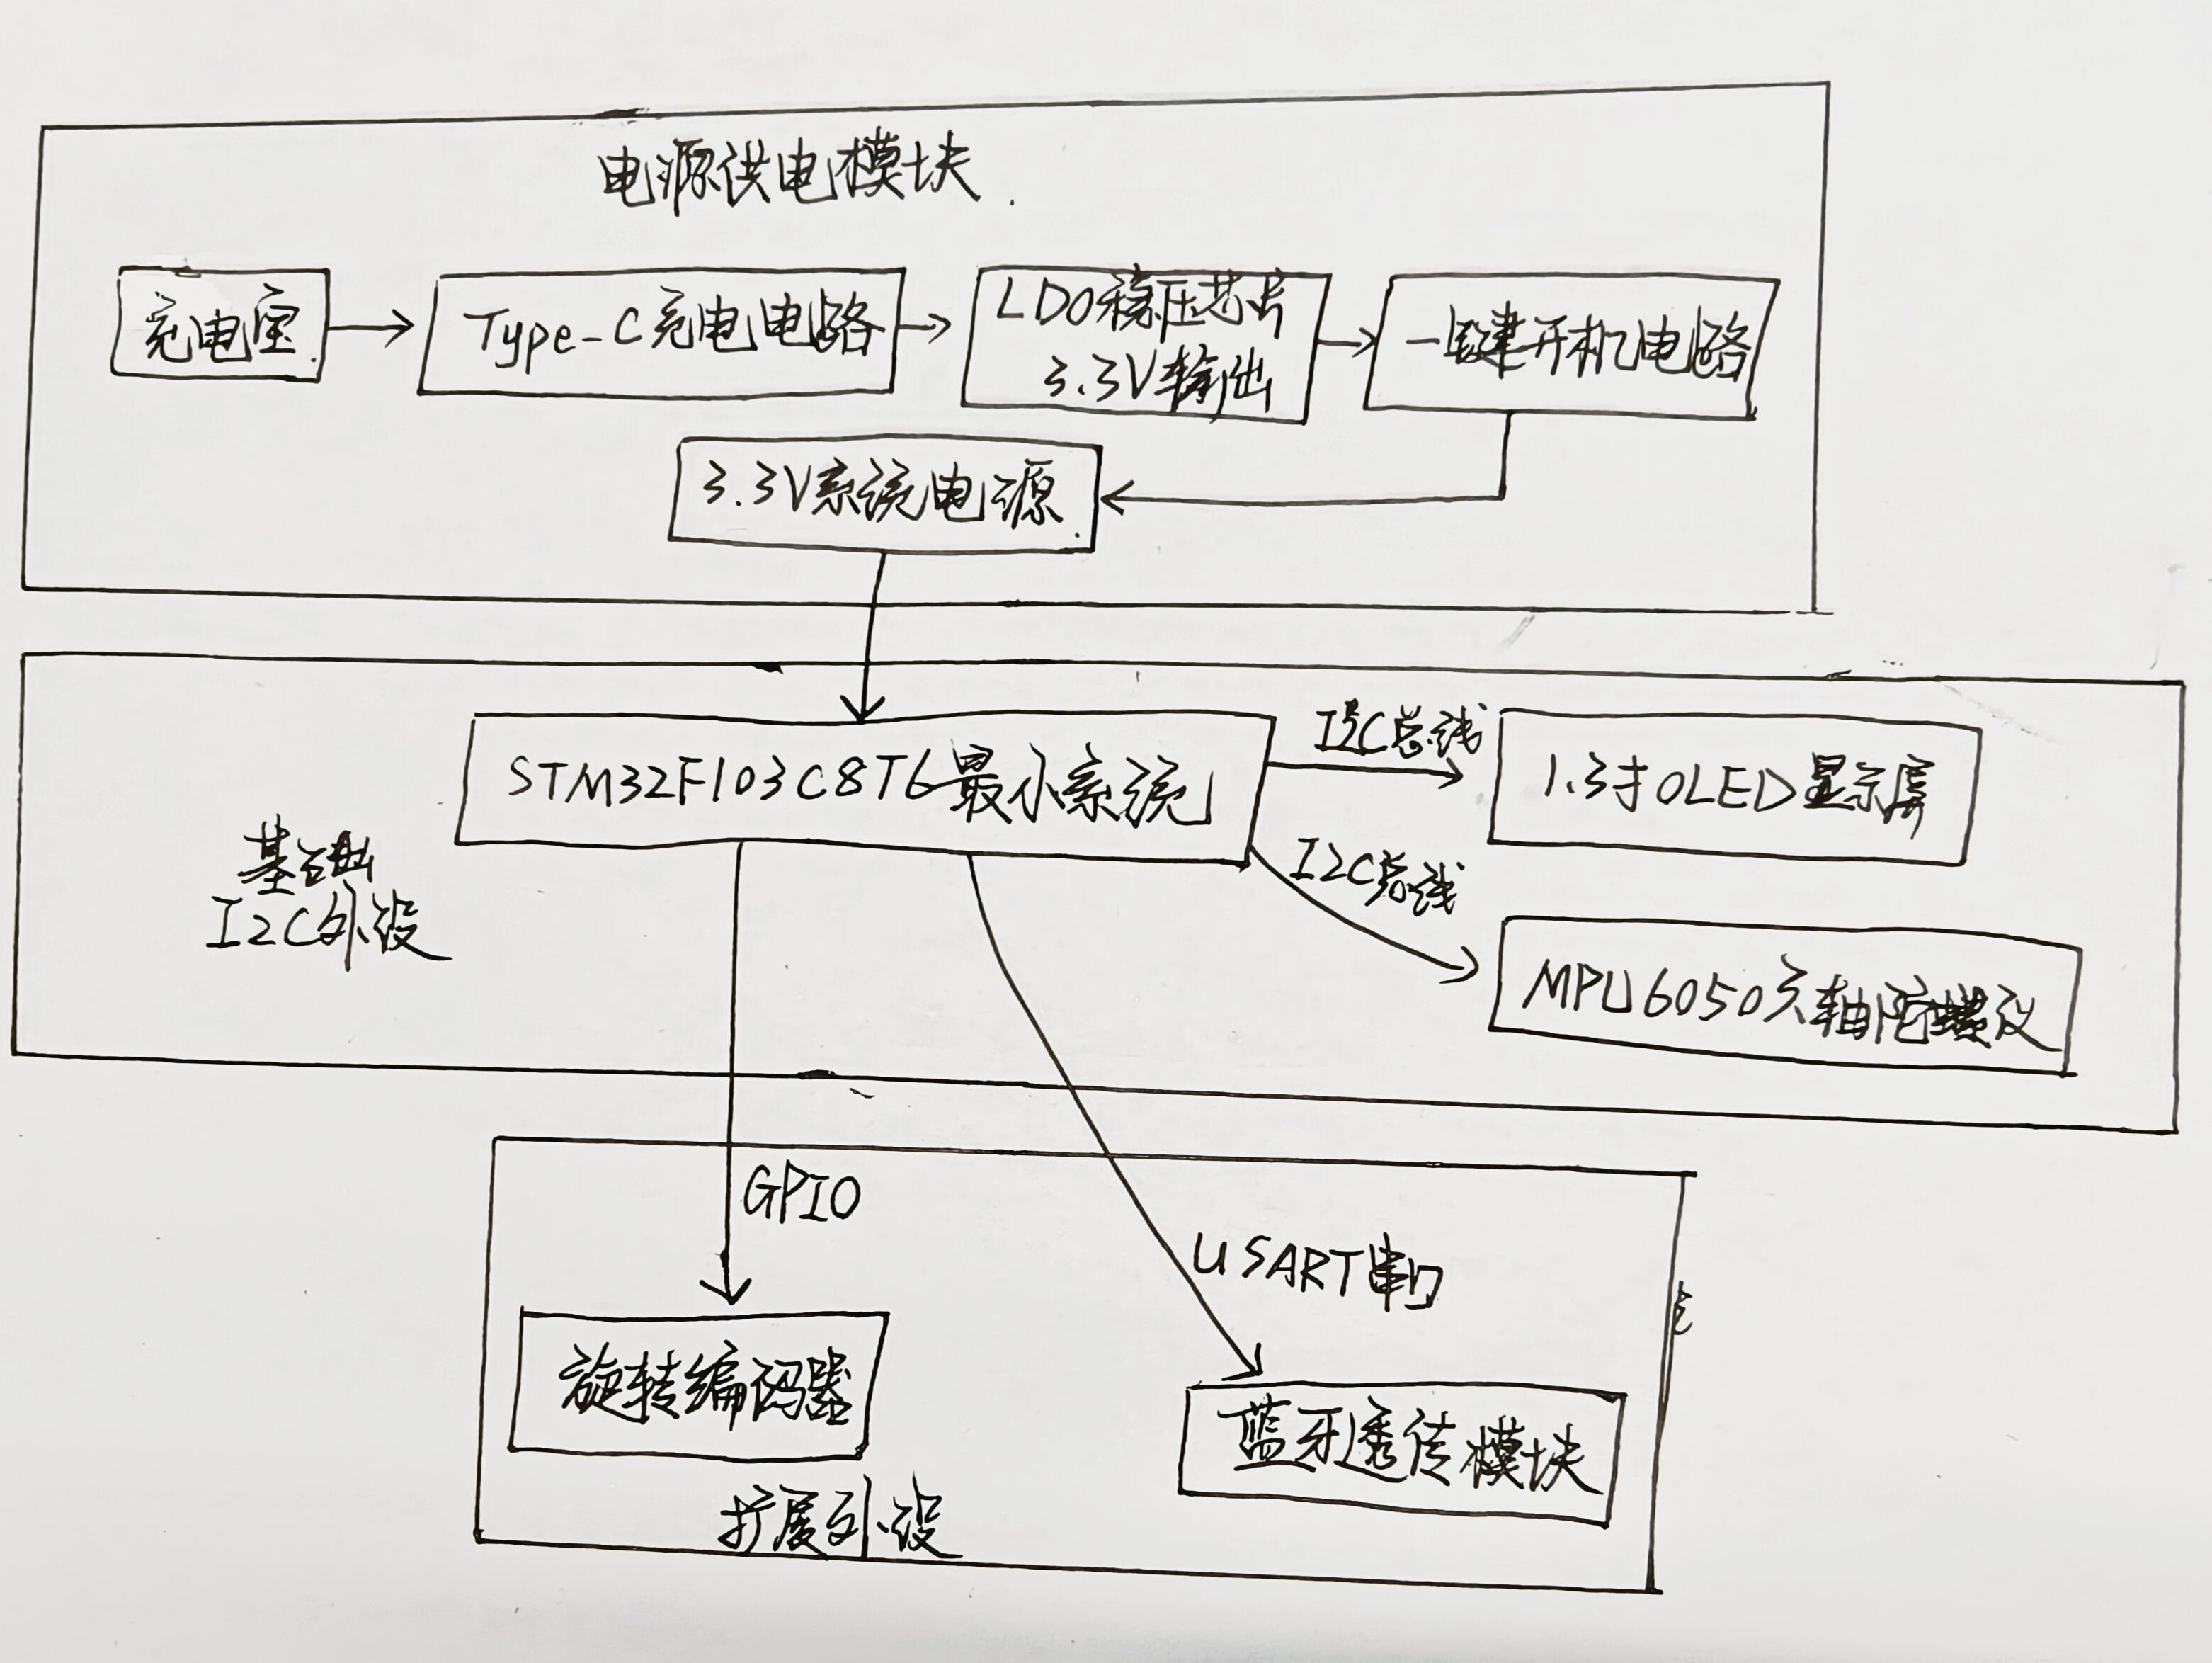 电源供电模块
充电宝
Type-C充电电路
LDO稳压芯片
3.3V输出
一键开机电路
3.3V系统电源
STM32F103C8T6最小系统
I2C总线
1.3寸OLED显示屏
I2C总线
MPU6050六轴陀螺仪
基础
I2C外设
GPIO
USART串口
旋转编码器
蓝牙透传模块
扩展外设